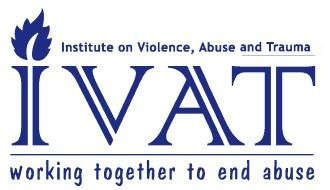 Institute on Violence, Abuse and Trauma
IVAT
working together to end abuse